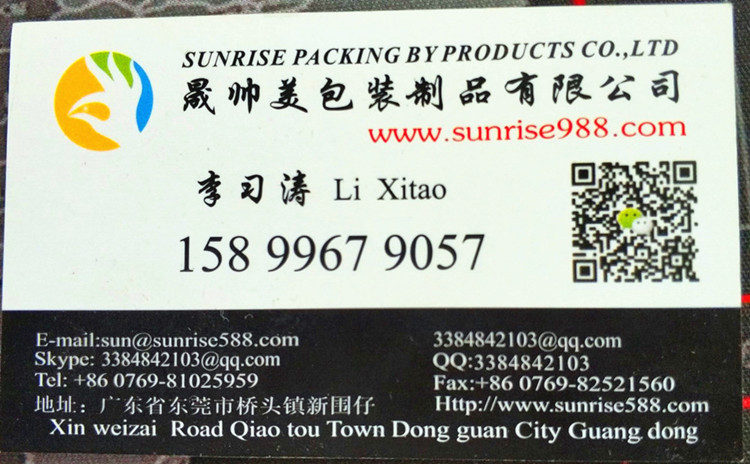 SUNRISE PACKING BY PRODUCTS CO.,LTD
晟帅美包装制品有限公司
www.sunrise988.com
李习涛 Li Xitao
158 9967 9057
E-mail:sun@sunrise588.com
Skype: 3384842103@qq.com
Tel: +86 0769-81025959
3384842103@qq.com
QQ:3384842103
Fax:+86 0769-82521560
地址: 广东省东莞市桥头镇新围仔
Http://www.sunrise588.com
Xin weizai Road Qiao tou Town Dong guan City Guang dong